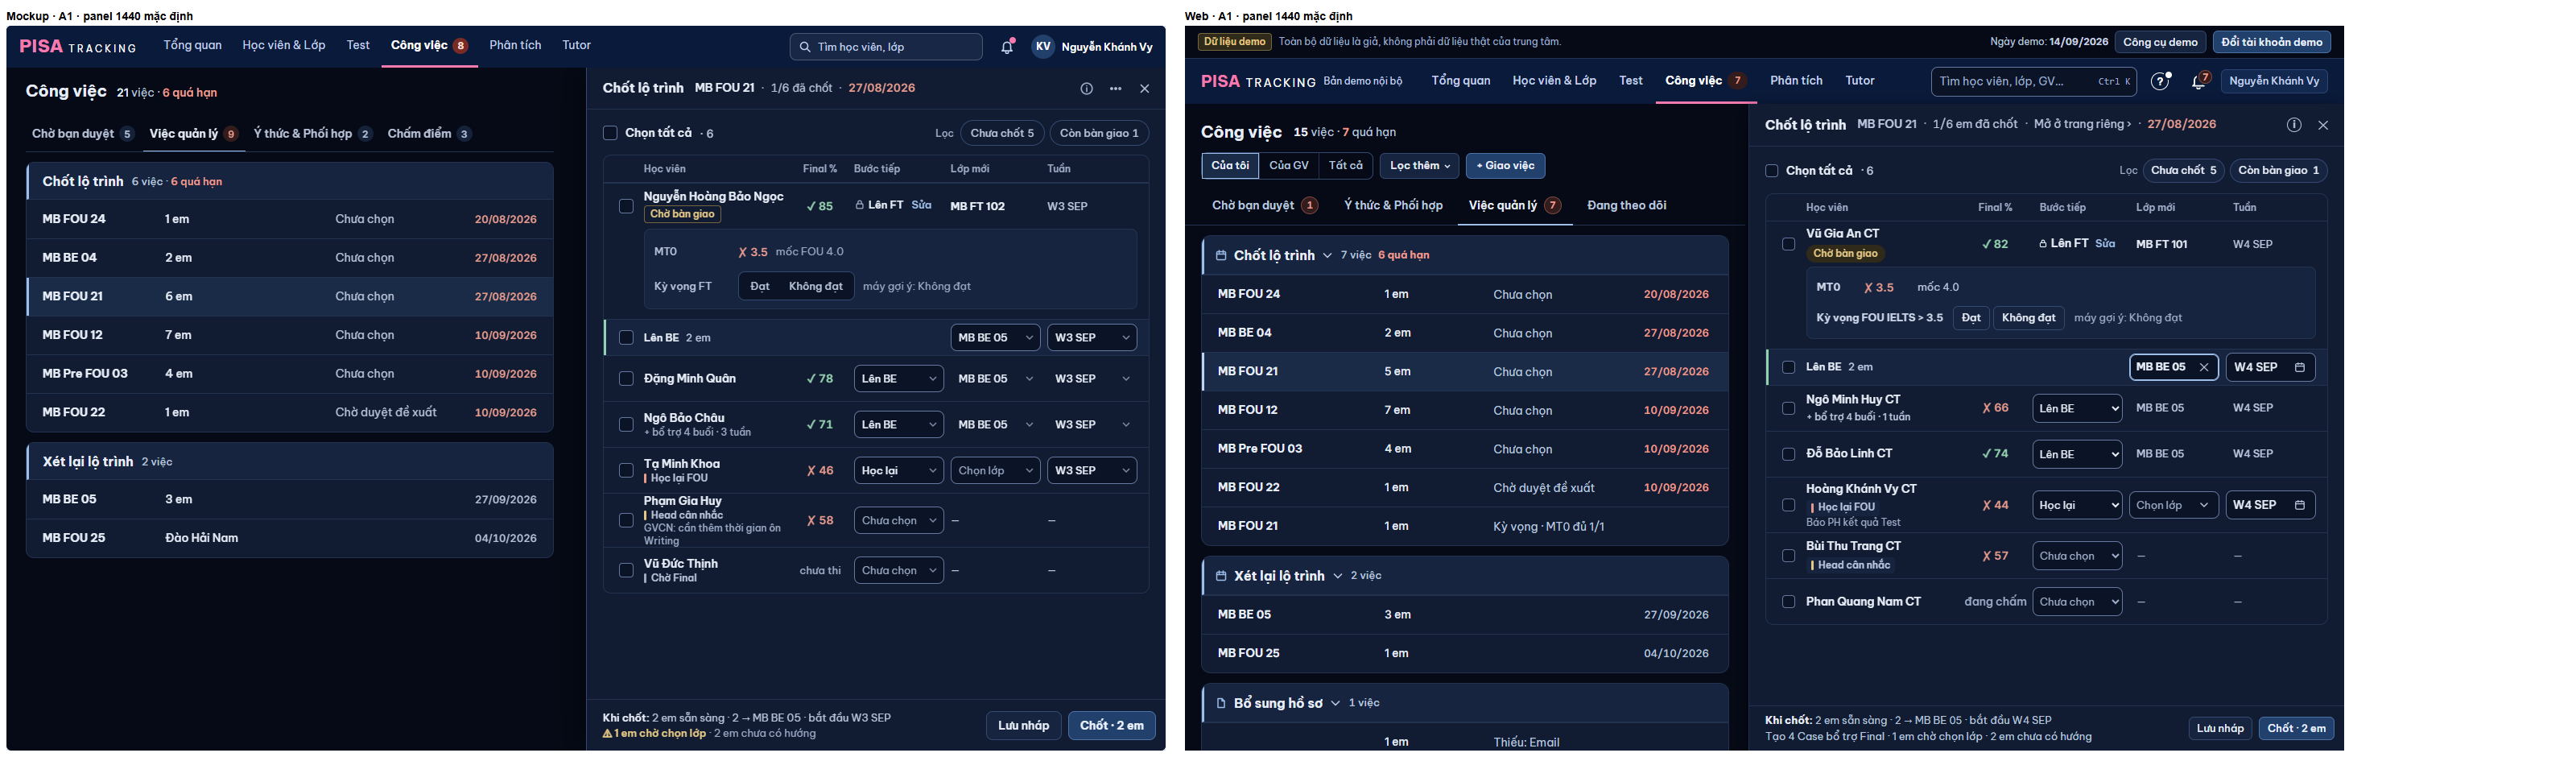 Mockup · A1 · panel 1440 mặc định
PISA TRACKING Tổng quan Học viên & Lớp Test Công việc 8 Phân tích Tutor Tìm học viên, lớp KV Nguyễn Khánh Vy
Công việc 21 việc · 6 quá hạn
Chờ bạn duyệt 5 Việc quản lý 9 Ý thức & Phối hợp 2 Chấm điểm 3
Chốt lộ trình 6 việc · 6 quá hạn
MB FOU 24 1 em Chưa chọn 20/08/2026
MB BE 04 2 em Chưa chọn 27/08/2026
MB FOU 21 6 em Chưa chọn 27/08/2026
MB FOU 12 7 em Chưa chọn 10/09/2026
MB Pre FOU 03 4 em Chưa chọn 10/09/2026
MB FOU 22 1 em Chờ duyệt đề xuất 10/09/2026
Xét lại lộ trình 2 việc
MB BE 05 3 em 27/09/2026
MB FOU 25 Đào Hải Nam 04/10/2026
Chốt lộ trình MB FOU 21 · 1/6 đã chốt · 27/08/2026
Chọn tất cả · 6 Lọc Chưa chốt 5 Còn bàn giao 1
Học viên Final % Bước tiếp Lớp mới Tuần
Nguyễn Hoàng Bảo Ngọc ✓ 85 Lên FT Sửa MB FT 102 W3 SEP
Chờ bàn giao
MT0 ✗ 3.5 mốc FOU 4.0
Kỳ vọng FT Đạt Không đạt máy gợi ý: Không đạt
Lên BE 2 em MB BE 05 W3 SEP
Đặng Minh Quân ✓ 78 Lên BE MB BE 05 W3 SEP
Ngô Bảo Châu ✓ 71 Lên BE MB BE 05 W3 SEP
+ bổ trợ 4 buổi · 3 tuần
Tạ Minh Khoa ✗ 46 Học lại Chọn lớp W3 SEP
Học lại FOU
Phạm Gia Huy ✗ 58 Chưa chọn – –
Head cân nhắc
GVCN: cần thêm thời gian ôn
Writing
Vũ Đức Thịnh chưa thi Chưa chọn – –
Chờ Final
Khi chốt: 2 em sẵn sàng · 2 → MB BE 05 · bắt đầu W3 SEP
⚠ 1 em chờ chọn lớp · 2 em chưa có hướng
Lưu nháp Chốt · 2 em
Web · A1 · panel 1440 mặc định
Dữ liệu demo Toàn bộ dữ liệu là giả, không phải dữ liệu thật của trung tâm. Ngày demo: 14/09/2026 Công cụ demo Đổi tài khoản demo
PISA TRACKING Bản demo nội bộ Tổng quan Học viên & Lớp Test Công việc 7 Phân tích Tutor Tìm học viên, lớp, GV... Ctrl K ? 7 Nguyễn Khánh Vy
Công việc 15 việc · 7 quá hạn
Của tôi Của GV Tất cả Lọc thêm + Giao việc
Chờ bạn duyệt 1 Ý thức & Phối hợp Việc quản lý 7 Đang theo dõi
Chốt lộ trình 7 việc 6 quá hạn
MB FOU 24 1 em Chưa chọn 20/08/2026
MB BE 04 2 em Chưa chọn 27/08/2026
MB FOU 21 5 em Chưa chọn 27/08/2026
MB FOU 12 7 em Chưa chọn 10/09/2026
MB Pre FOU 03 4 em Chưa chọn 10/09/2026
MB FOU 22 1 em Chờ duyệt đề xuất 10/09/2026
MB FOU 21 1 em Kỳ vọng · MT0 đủ 1/1
Xét lại lộ trình 2 việc
MB BE 05 3 em 27/09/2026
MB FOU 25 1 em 04/10/2026
Bổ sung hồ sơ 1 việc
1 em Thiếu: Email
Chốt lộ trình MB FOU 21 · 1/6 em đã chốt · Mở ở trang riêng › · 27/08/2026
Chọn tất cả · 6 Lọc Chưa chốt 5 Còn bàn giao 1
Học viên Final % Bước tiếp Lớp mới Tuần
Vũ Gia An CT ✓ 82 Lên FT Sửa MB FT 101 W4 SEP
Chờ bàn giao
MT0 ✗ 3.5 mốc 4.0
Kỳ vọng FOU IELTS > 3.5 Đạt Không đạt máy gợi ý: Không đạt
Lên BE 2 em MB BE 05 W4 SEP
Ngô Minh Huy CT ✗ 66 Lên BE MB BE 05 W4 SEP
+ bổ trợ 4 buổi · 1 tuần
Đỗ Bảo Linh CT ✓ 74 Lên BE MB BE 05 W4 SEP
Hoàng Khánh Vy CT ✗ 44 Học lại Chọn lớp W4 SEP
Học lại FOU
Báo PH kết quả Test
Bùi Thu Trang CT ✗ 57 Chưa chọn – –
Head cân nhắc
Phan Quang Nam CT đang chấm Chưa chọn – –
Khi chốt: 2 em sẵn sàng · 2 → MB BE 05 · bắt đầu W4 SEP
Tạo 4 Case bổ trợ Final · 1 em chờ chọn lớp · 2 em chưa có hướng
Lưu nháp Chốt · 2 em